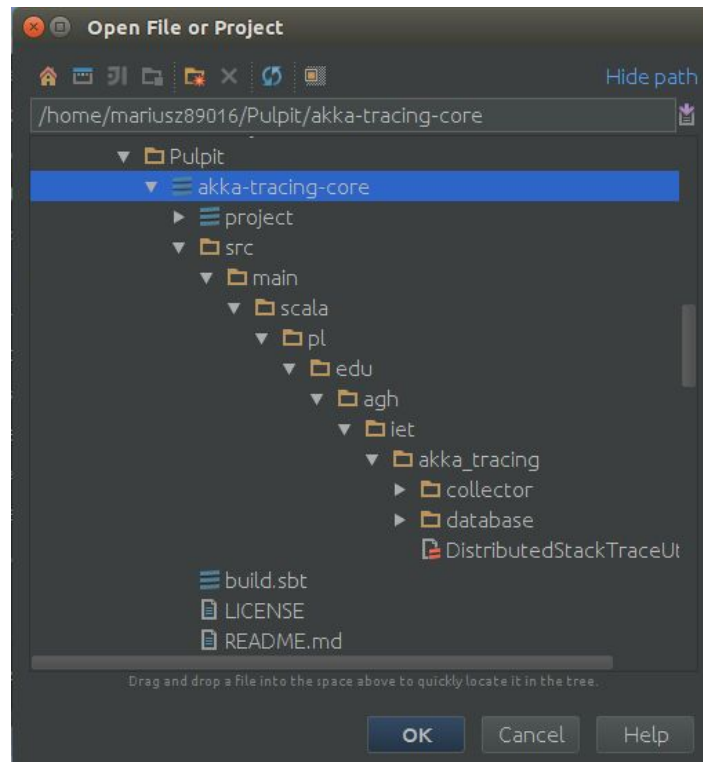 Open File or Project
Hide path
/home/mariusz89016/Pulpit/akka-tracing-core
Pulpit
akka-tracing-core
project
src
main
scala
pl
edu
agh
iet
akka_tracing
collector
database
DistributedStackTraceUt
build.sbt
LICENSE
README.md
Drag and drop a file into the space above to quickly locate it in the tree.
OK Cancel Help